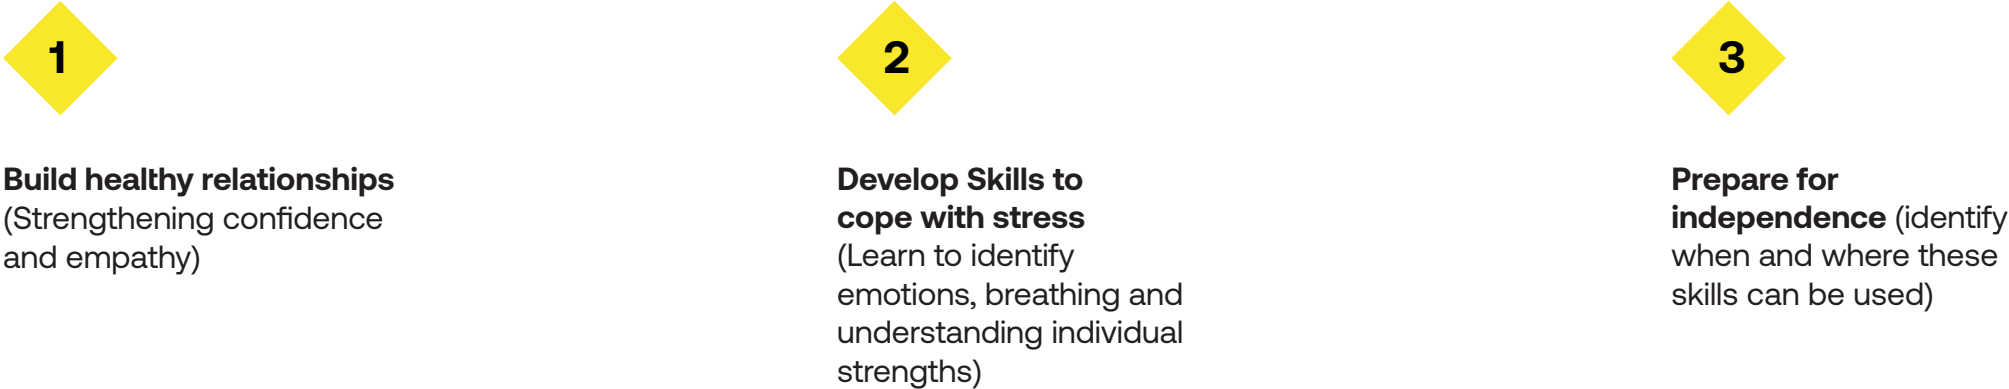 1
Build healthy relationships
(Strengthening confidence
and empathy)
2
Develop Skills to
cope with stress
(Learn to identify
emotions, breathing and
understanding individual
strengths)
3
Prepare for
independence (identify
when and where these
skills can be used)